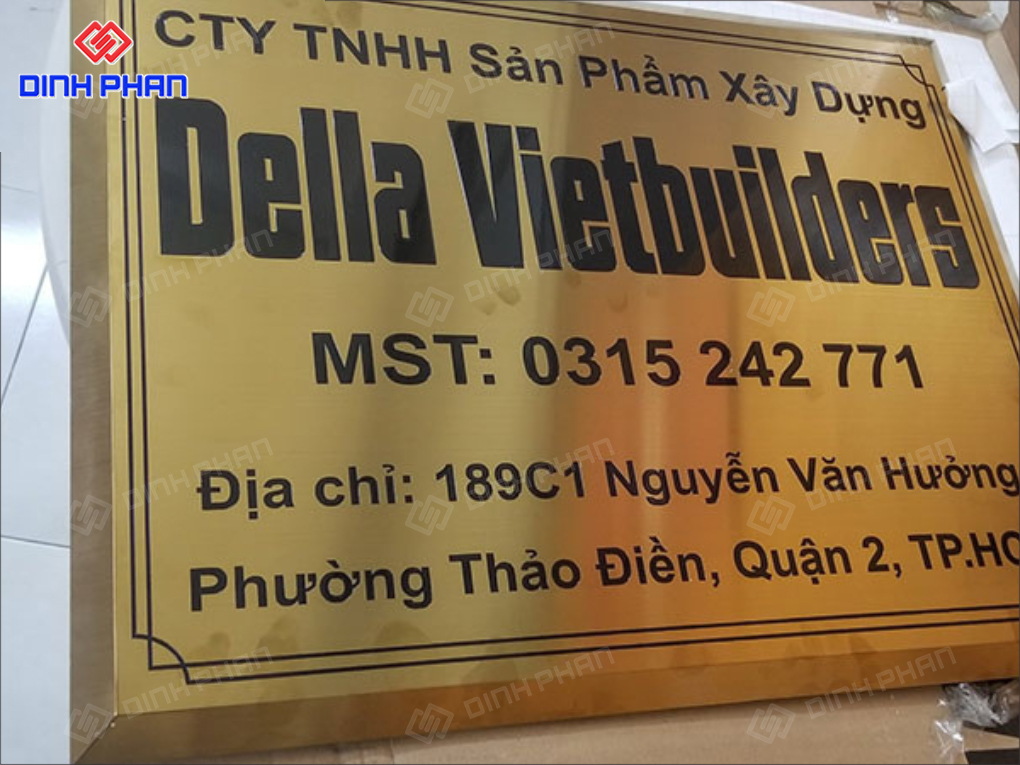 DINH PHAN
CTY TNHH Sản Phẩm Xây Dựng
Della Vietbuilders
MST: 0315 242 771
Địa chỉ: 189C1 Nguyễn Văn Hưởng
Phường Thảo Điền, Quận 2, TP.HC